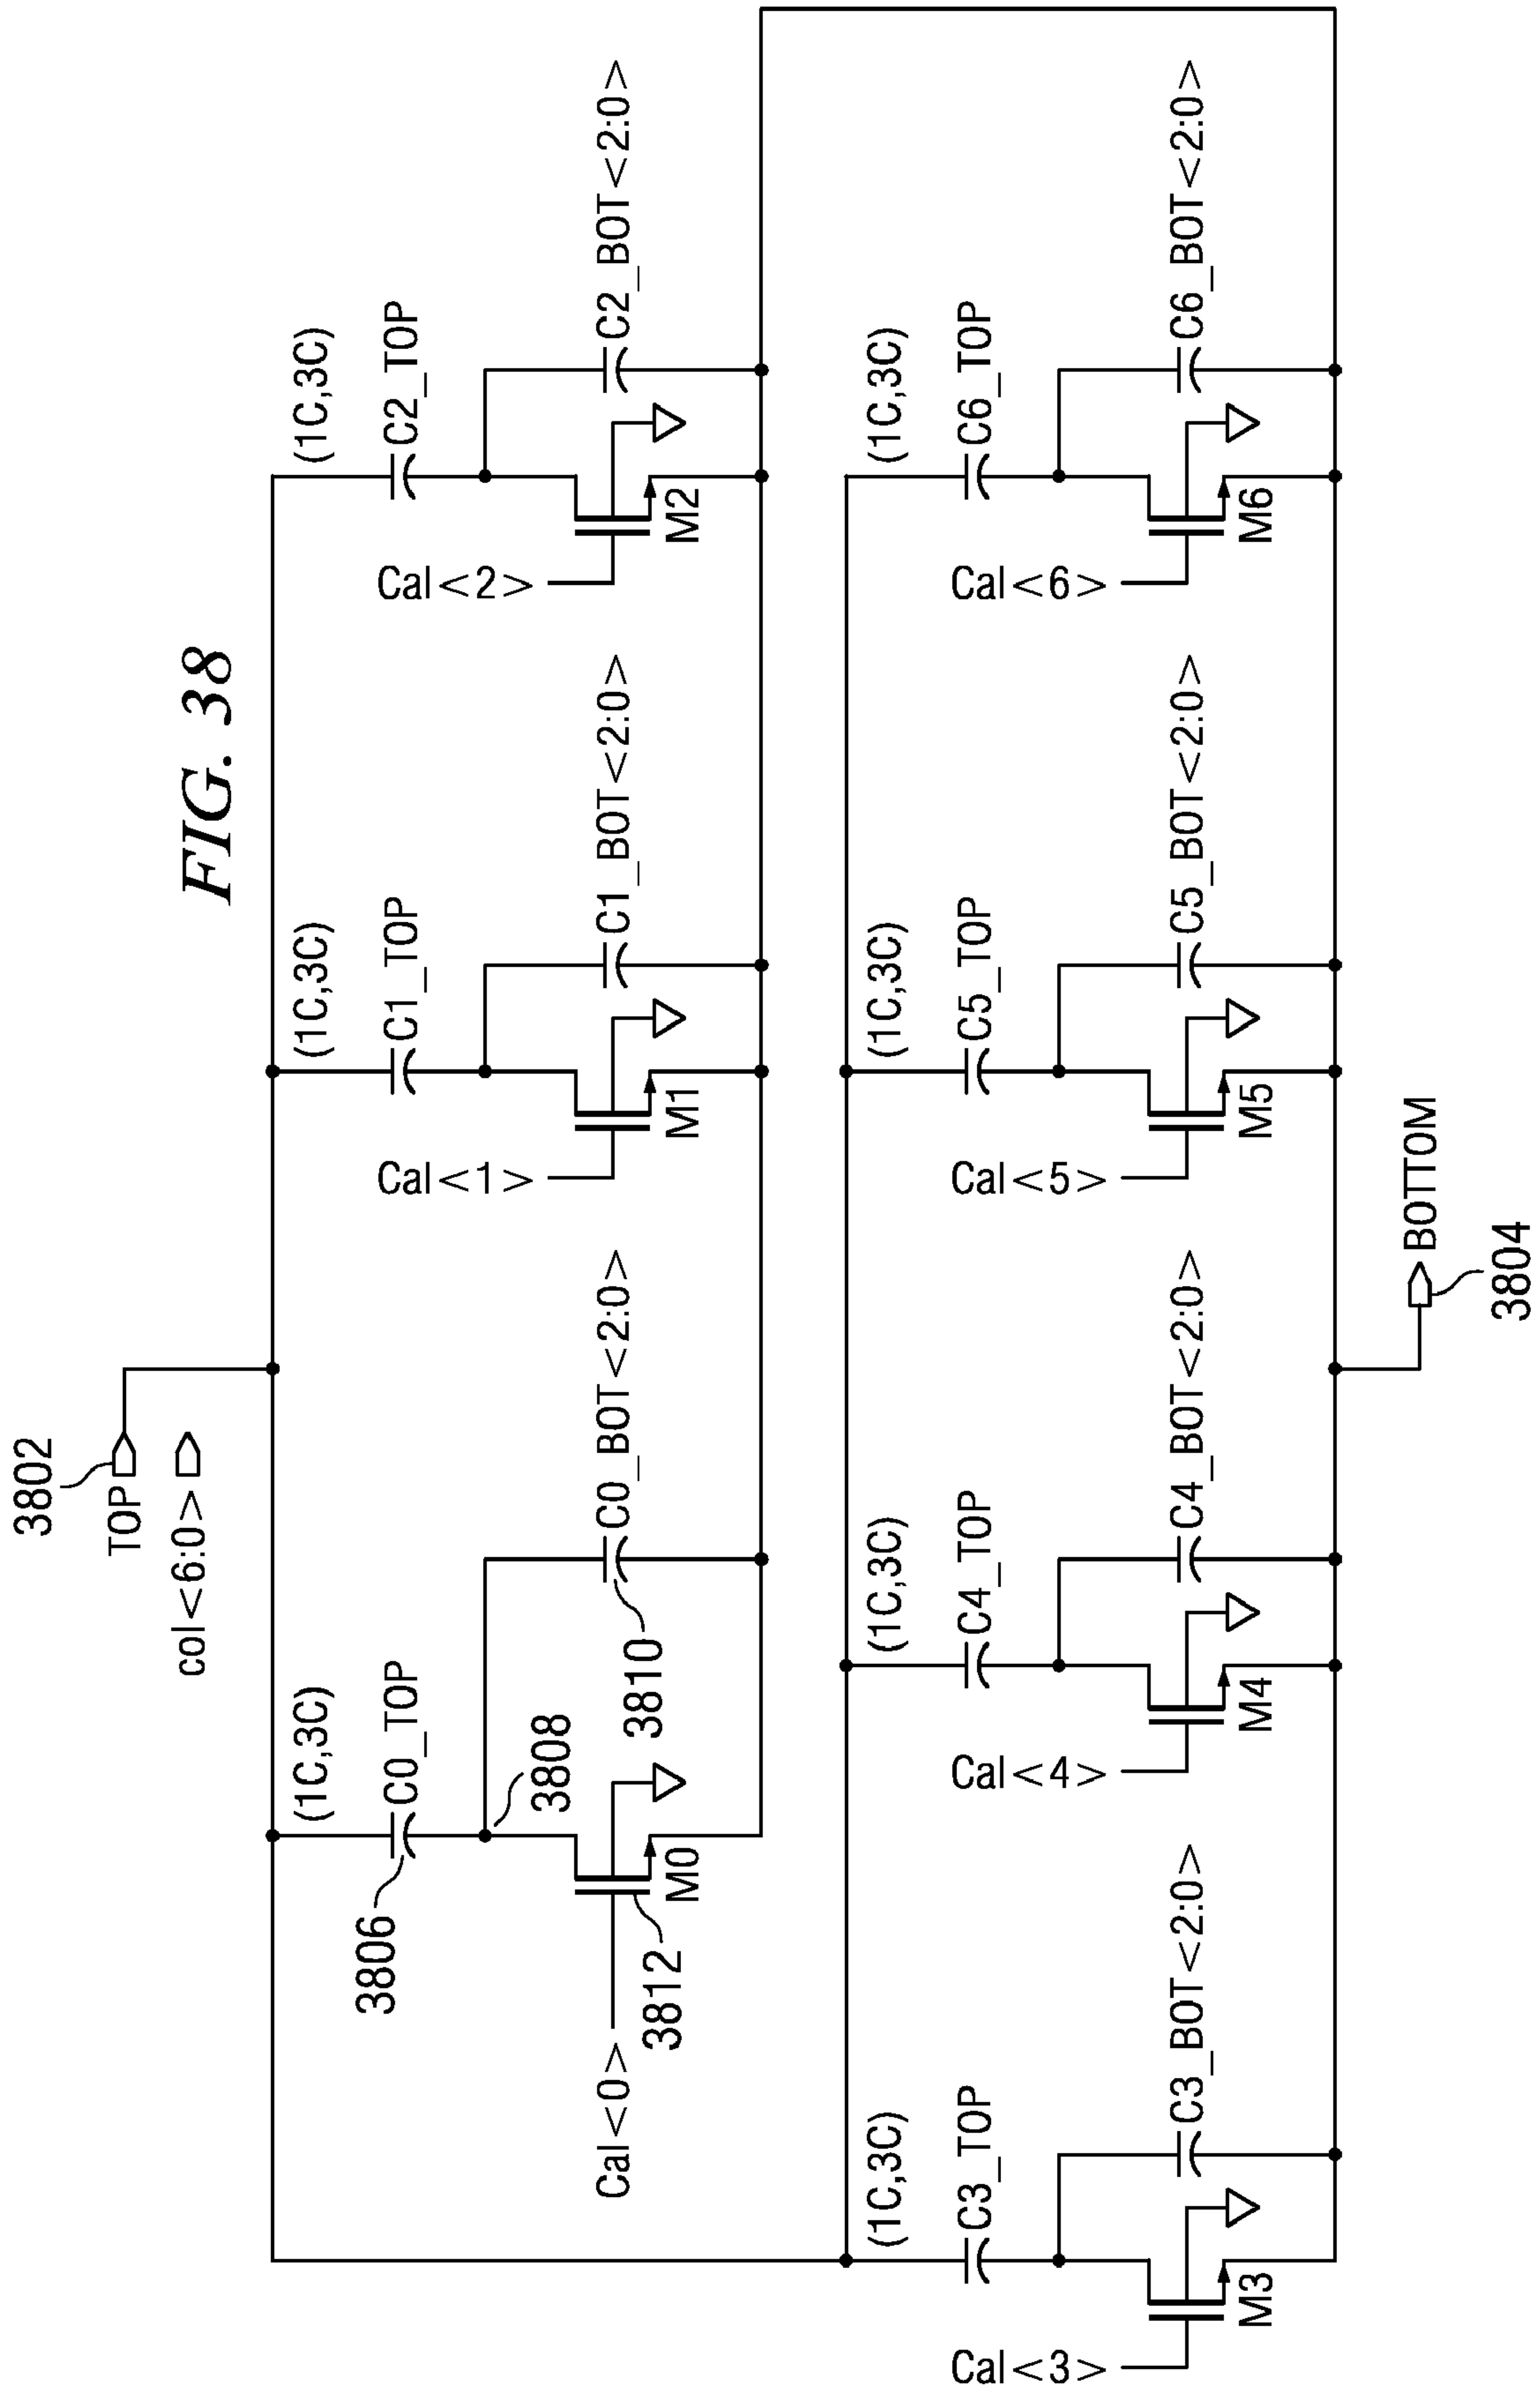 FIG. 38
3802
TOP
col<6:0>
(1C,3C)
C0_TOP
3806
3808
C0_BOT<2:0>
3810
Cal<0>
3812
M0
(1C,3C)
C1_TOP
C1_BOT<2:0>
Cal<1>
M1
(1C,3C)
C2_TOP
C2_BOT<2:0>
Cal<2>
M2
(1C,3C)
C3_TOP
C3_BOT<2:0>
Cal<3>
M3
(1C,3C)
C4_TOP
C4_BOT<2:0>
Cal<4>
M4
(1C,3C)
C5_TOP
C5_BOT<2:0>
Cal<5>
M5
(1C,3C)
C6_TOP
C6_BOT<2:0>
Cal<6>
M6
BOTTOM
3804